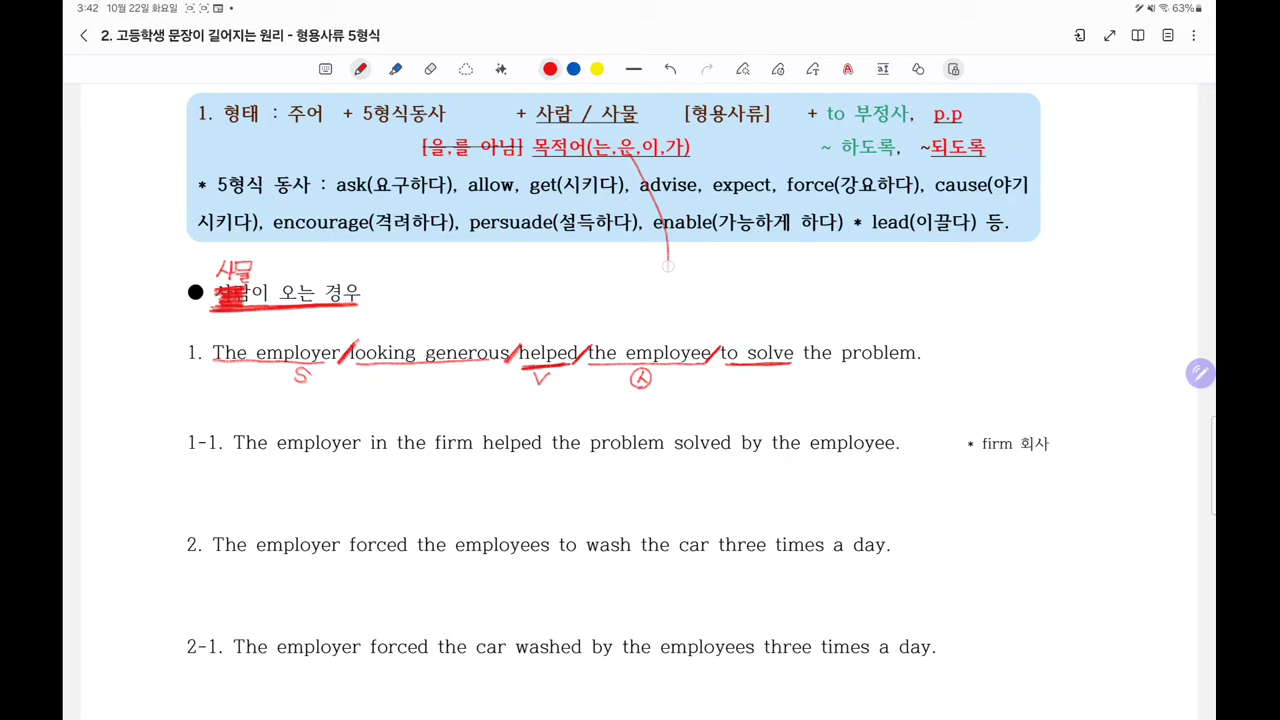 3:42 10월 22일 화요일 63%
2. 고등학생 문장이 길어지는 원리 - 형용사류 5형식
1. 형태 : 주어 + 5형식동사 + 사람 / 사물 [형용사류] + to 부정사, p.p
[을,를 아님] 목적어(는,은,이,가) ~ 하도록, ~되도록
* 5형식 동사 : ask(요구하다), allow, get(시키다), advise, expect, force(강요하다), cause(야기
시키다), encourage(격려하다), persuade(설득하다), enable(가능하게 하다) * lead(이끌다) 등.
사물
● 사람이 오는 경우
1. The employer looking generous helped the employee to solve the problem.
S V 人
1-1. The employer in the firm helped the problem solved by the employee. * firm 회사
2. The employer forced the employees to wash the car three times a day.
2-1. The employer forced the car washed by the employees three times a day.